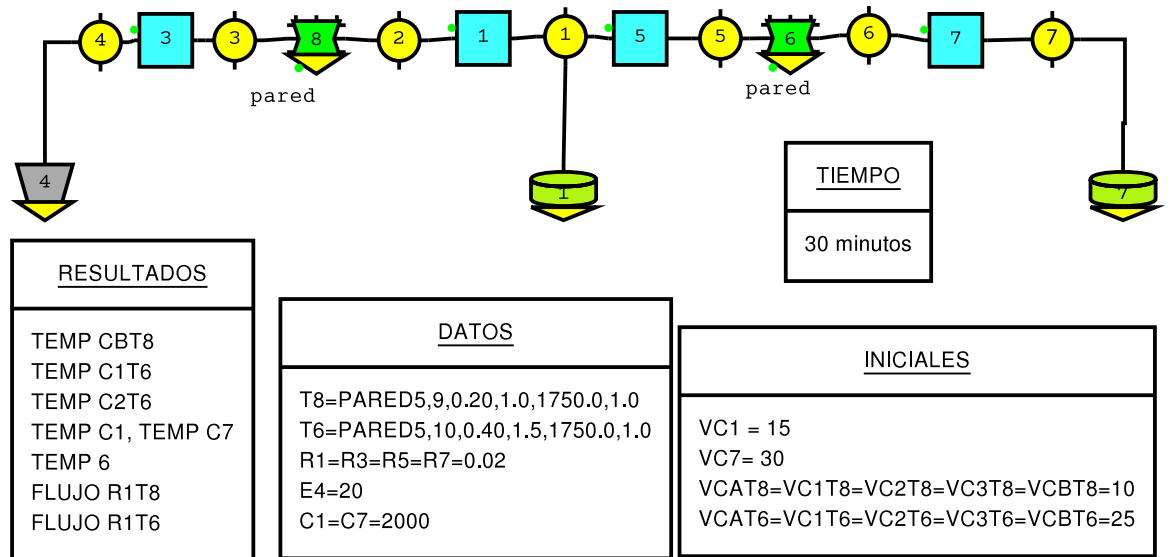 4 3 3 8 2 1 1 5 5 6 6 7 7
pared
pared
4
1
7
TIEMPO
30 minutos
RESULTADOS
TEMP CBT8
TEMP C1T6
TEMP C2T6
TEMP C1, TEMP C7
TEMP 6
FLUJO R1T8
FLUJO R1T6
DATOS
T8=PARED5,9,0.20,1.0,1750.0,1.0
T6=PARED5,10,0.40,1.5,1750.0,1.0
R1=R3=R5=R7=0.02
E4=20
C1=C7=2000
INICIALES
VC1 = 15
VC7= 30
VCAT8=VC1T8=VC2T8=VC3T8=VCBT8=10
VCAT6=VC1T6=VC2T6=VC3T6=VCBT6=25